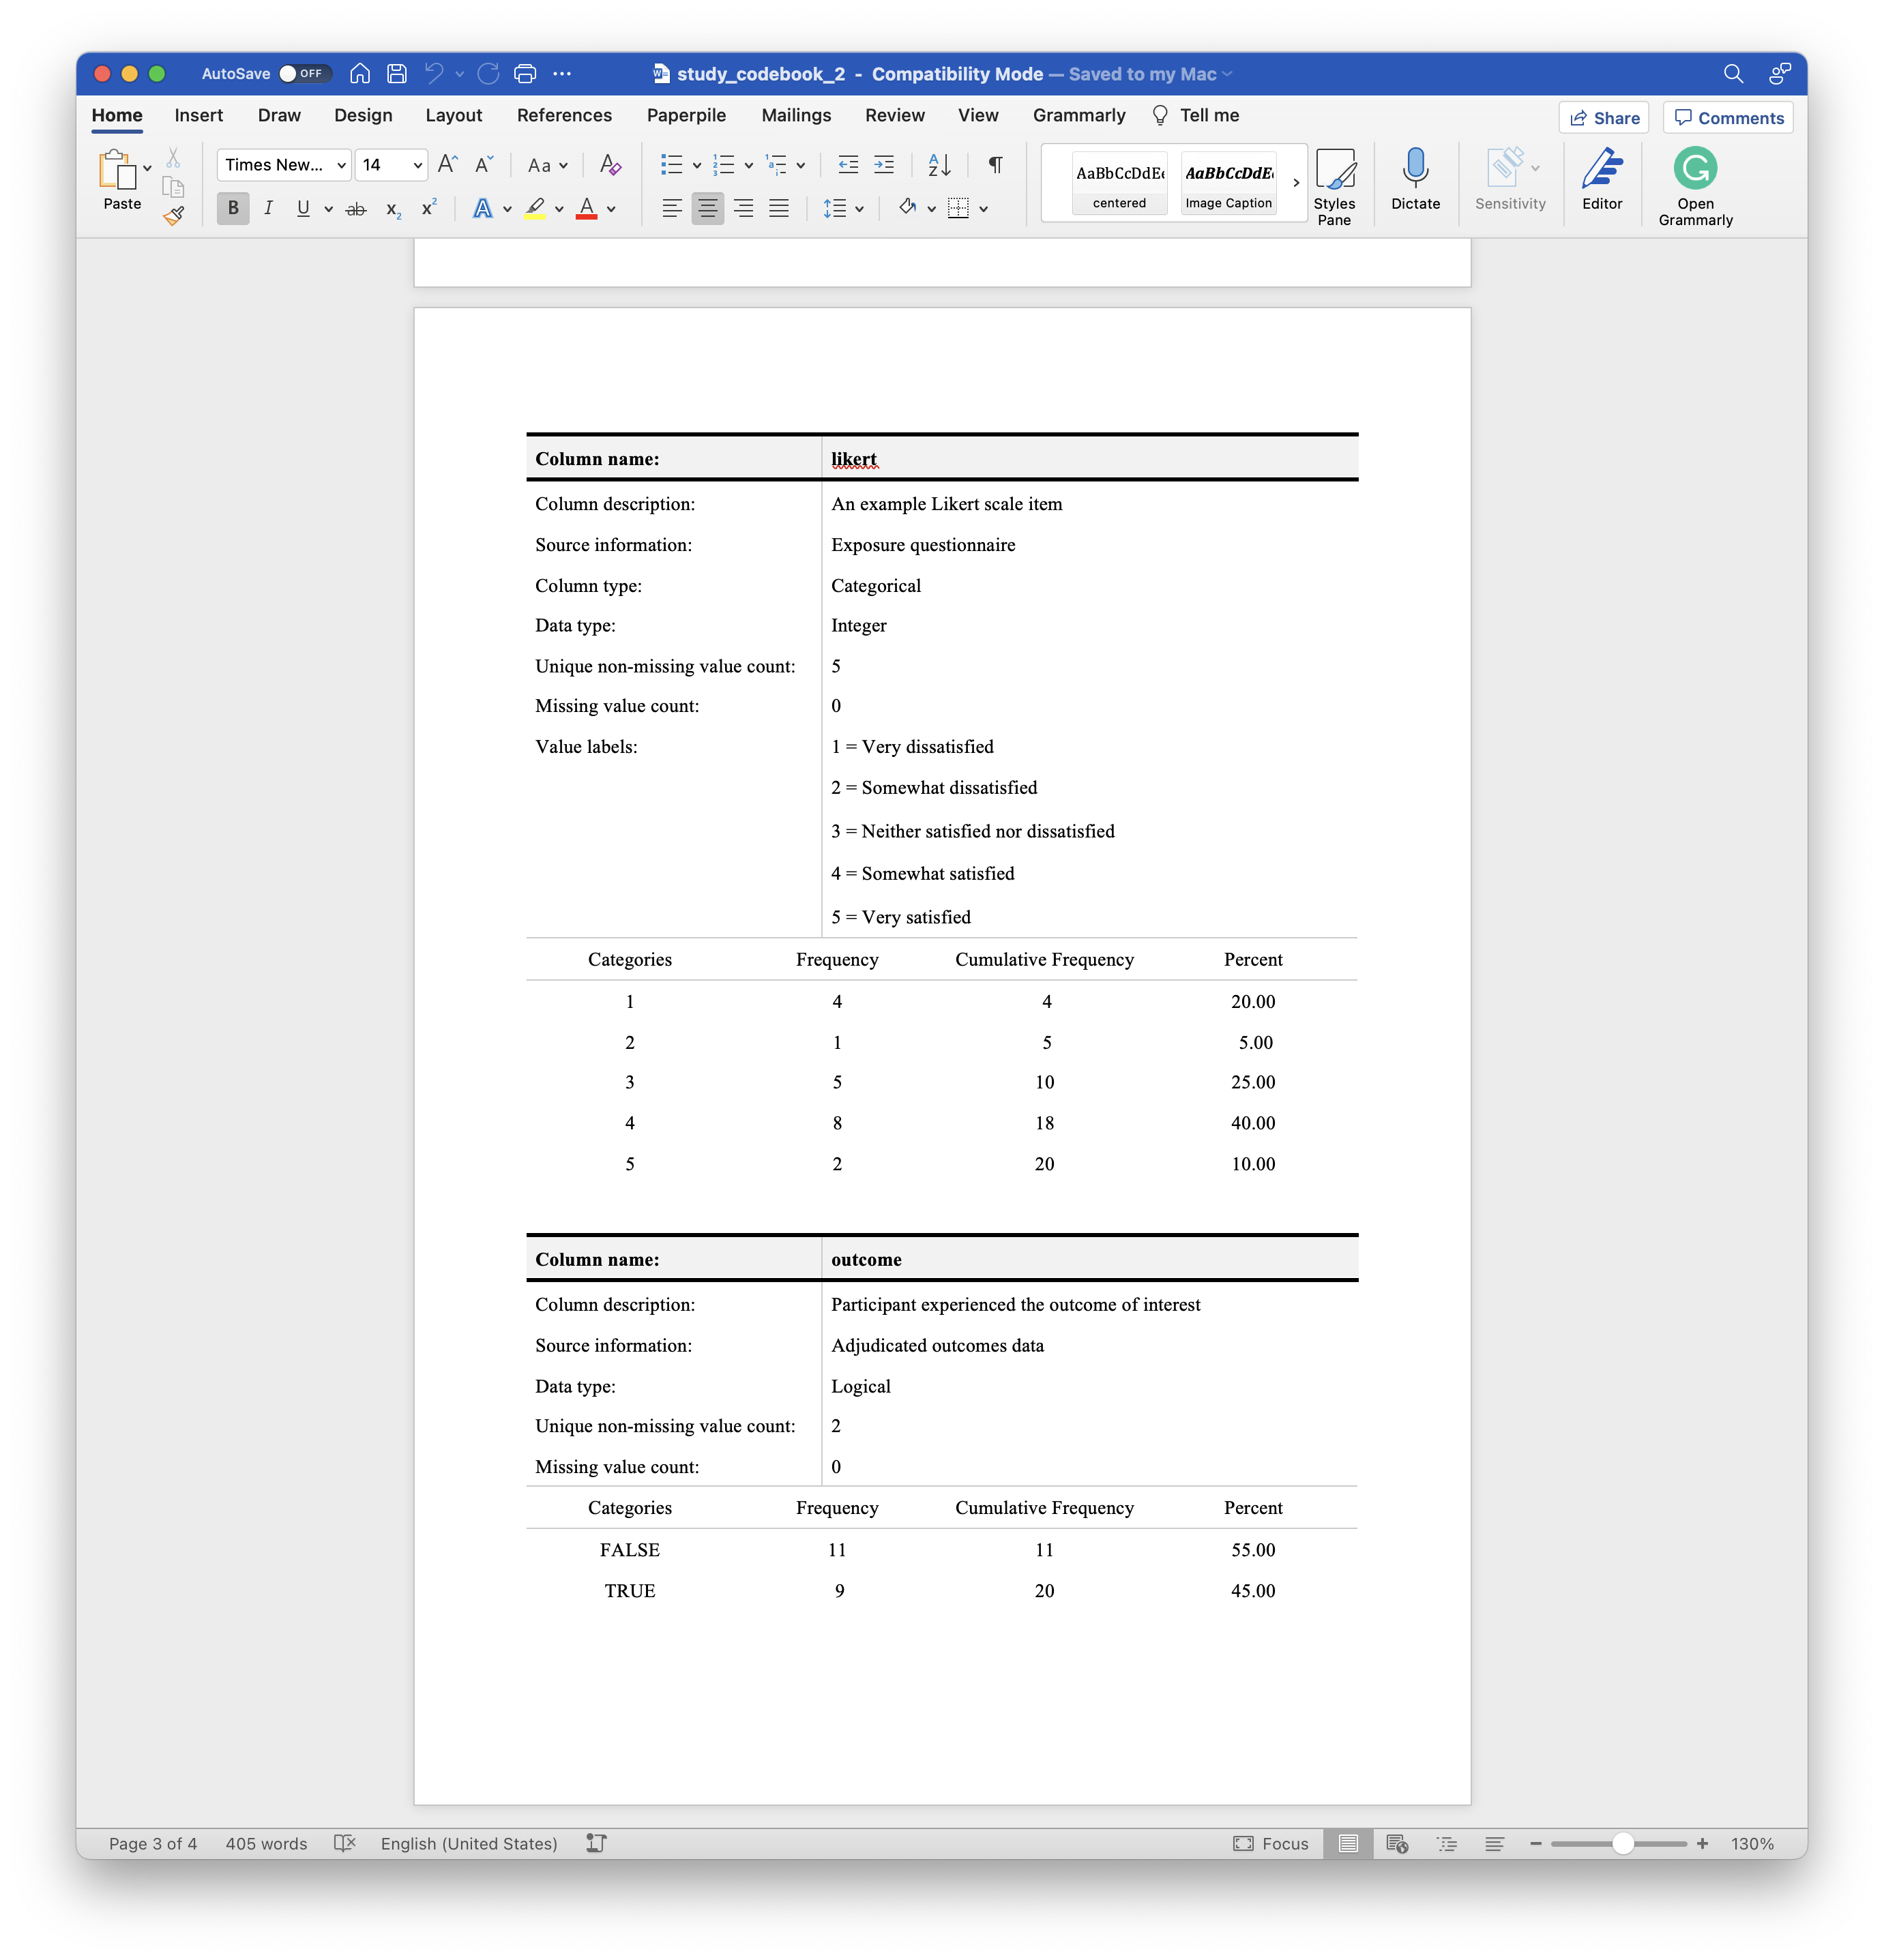 AutoSave OFF study_codebook_2 - Compatibility Mode — Saved to my Mac
Home Insert Draw Design Layout References Paperpile Mailings Review View Grammarly Tell me Share Comments
Times New... 14 Aa AaBbCcDdEe AaBbCcDdE
Paste B I U ab x2 x2 A A centered Image Caption Styles Pane Dictate Sensitivity Editor Open Grammarly
Column name: likert
Column description: An example Likert scale item
Source information: Exposure questionnaire
Column type: Categorical
Data type: Integer
Unique non-missing value count: 5
Missing value count: 0
Value labels: 1 = Very dissatisfied
2 = Somewhat dissatisfied
3 = Neither satisfied nor dissatisfied
4 = Somewhat satisfied
5 = Very satisfied
Categories Frequency Cumulative Frequency Percent
1 4 4 20.00
2 1 5 5.00
3 5 10 25.00
4 8 18 40.00
5 2 20 10.00
Column name: outcome
Column description: Participant experienced the outcome of interest
Source information: Adjudicated outcomes data
Data type: Logical
Unique non-missing value count: 2
Missing value count: 0
Categories Frequency Cumulative Frequency Percent
FALSE 11 11 55.00
TRUE 9 20 45.00
Page 3 of 4 405 words English (United States) Focus 130%